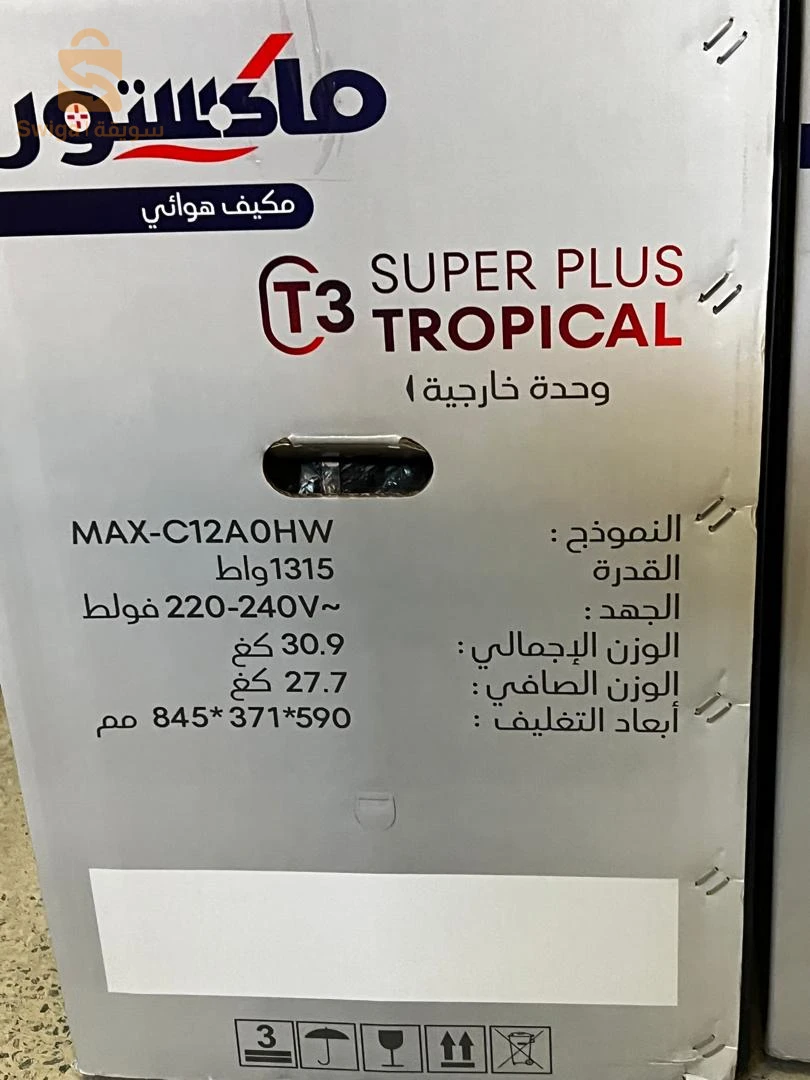 ماكستور
سويقة Swiqa
مكيف هوائي
T3 SUPER PLUS
TROPICAL
وحدة خارجية
النموذج : MAX-C12A0HW
القدرة 1315واط
الجهد : 220-240V~ فولط
الوزن الإجمالي : 30.9 كغ
الوزن الصافي : 27.7 كغ
أبعاد التغليف : 845*371*590 مم
3